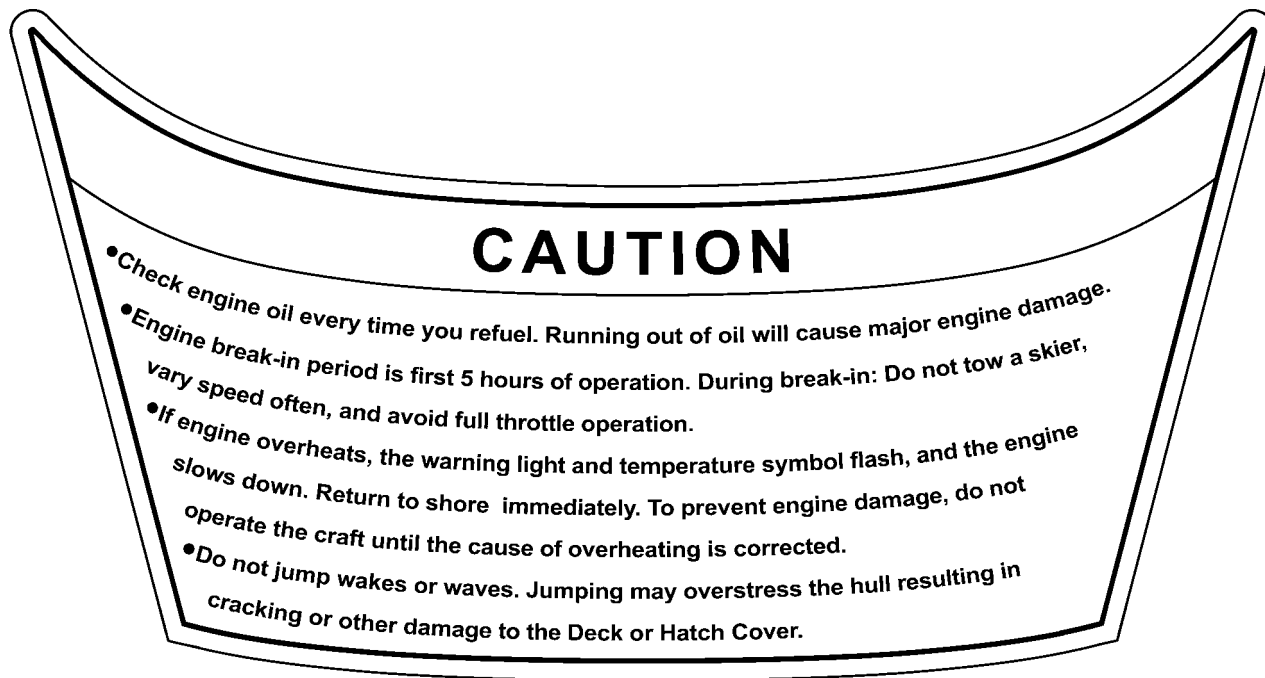 CAUTION
●Check engine oil every time you refuel. Running out of oil will cause major engine damage.
●Engine break-in period is first 5 hours of operation. During break-in: Do not tow a skier,
vary speed often, and avoid full throttle operation.
●If engine overheats, the warning light and temperature symbol flash, and the engine
slows down. Return to shore  immediately. To prevent engine damage, do not
operate the craft until the cause of overheating is corrected.
●Do not jump wakes or waves. Jumping may overstress the hull resulting in
cracking or other damage to the Deck or Hatch Cover.